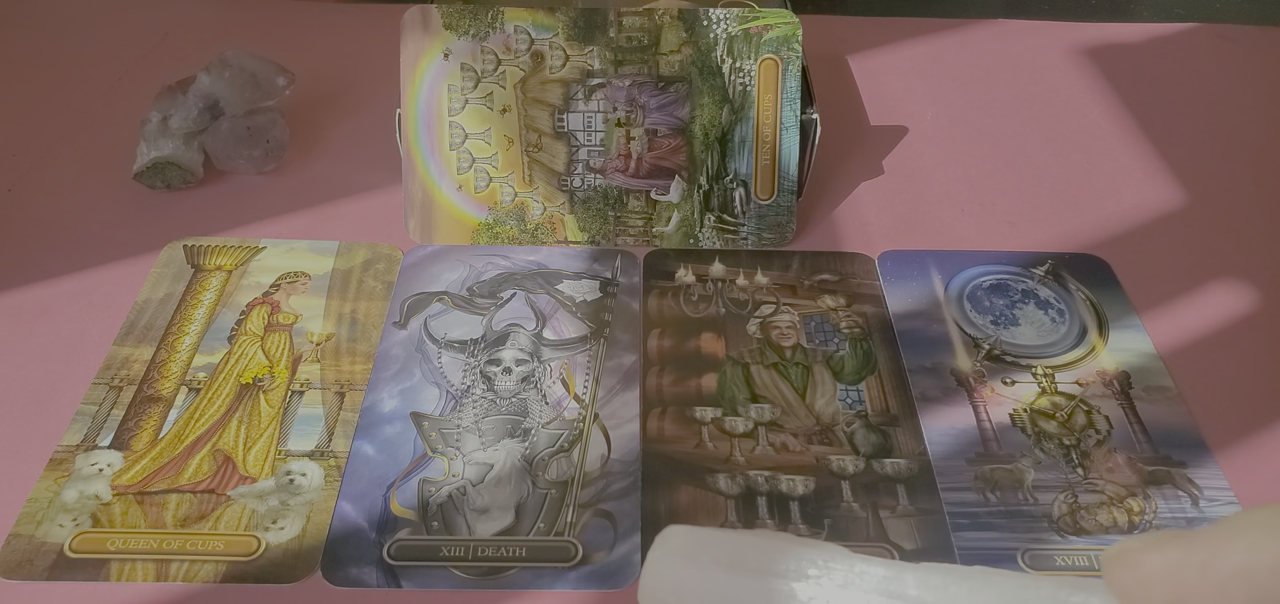 TEN OF CUPS
QUEEN OF CUPS
XIII | DEATH
XVIII |